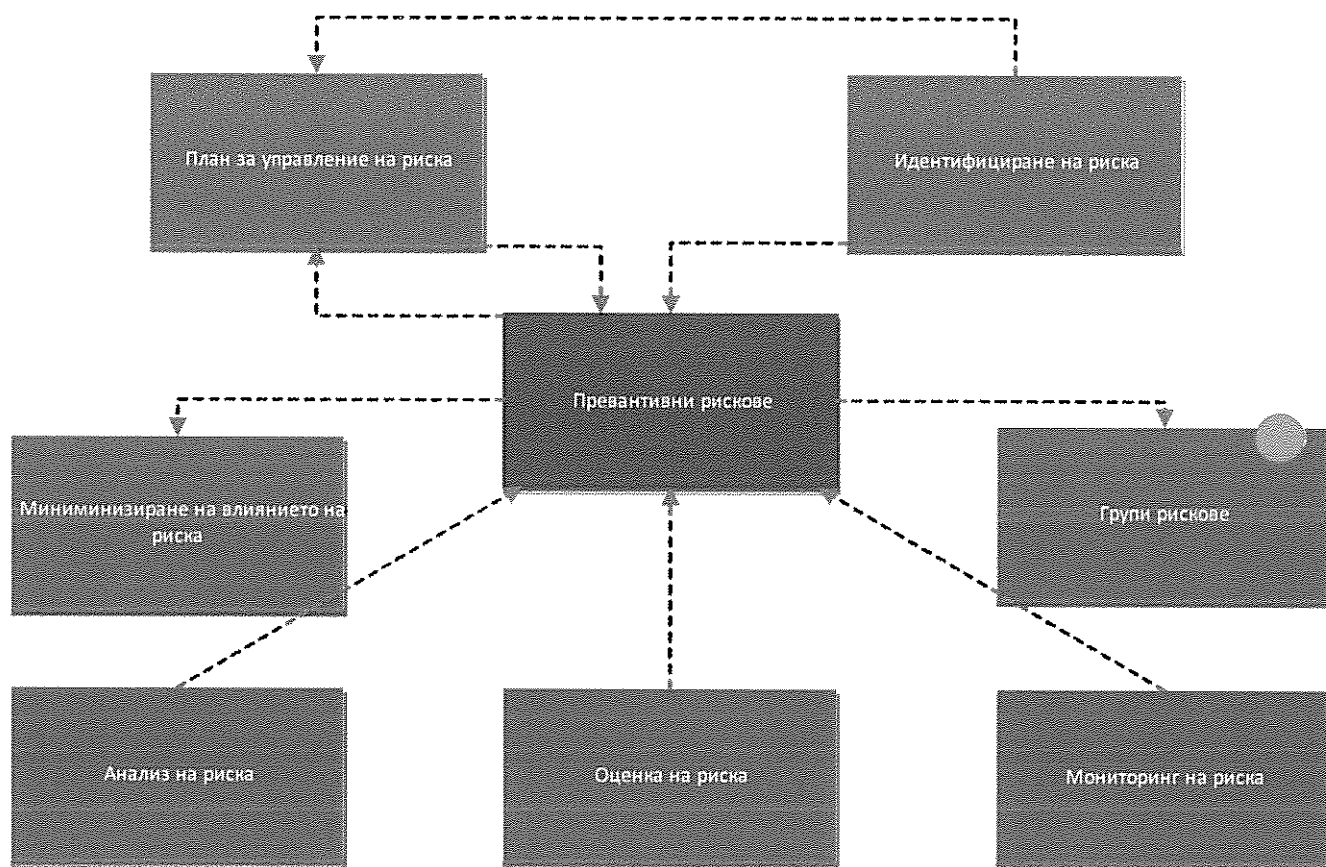 План за управление на риска
Идентифициране на риска
Превантивни рискове
Миниминизиране на влиянието на
риска
Групи рискове
Анализ на риска
Оценка на риска
Мониторинг на риска